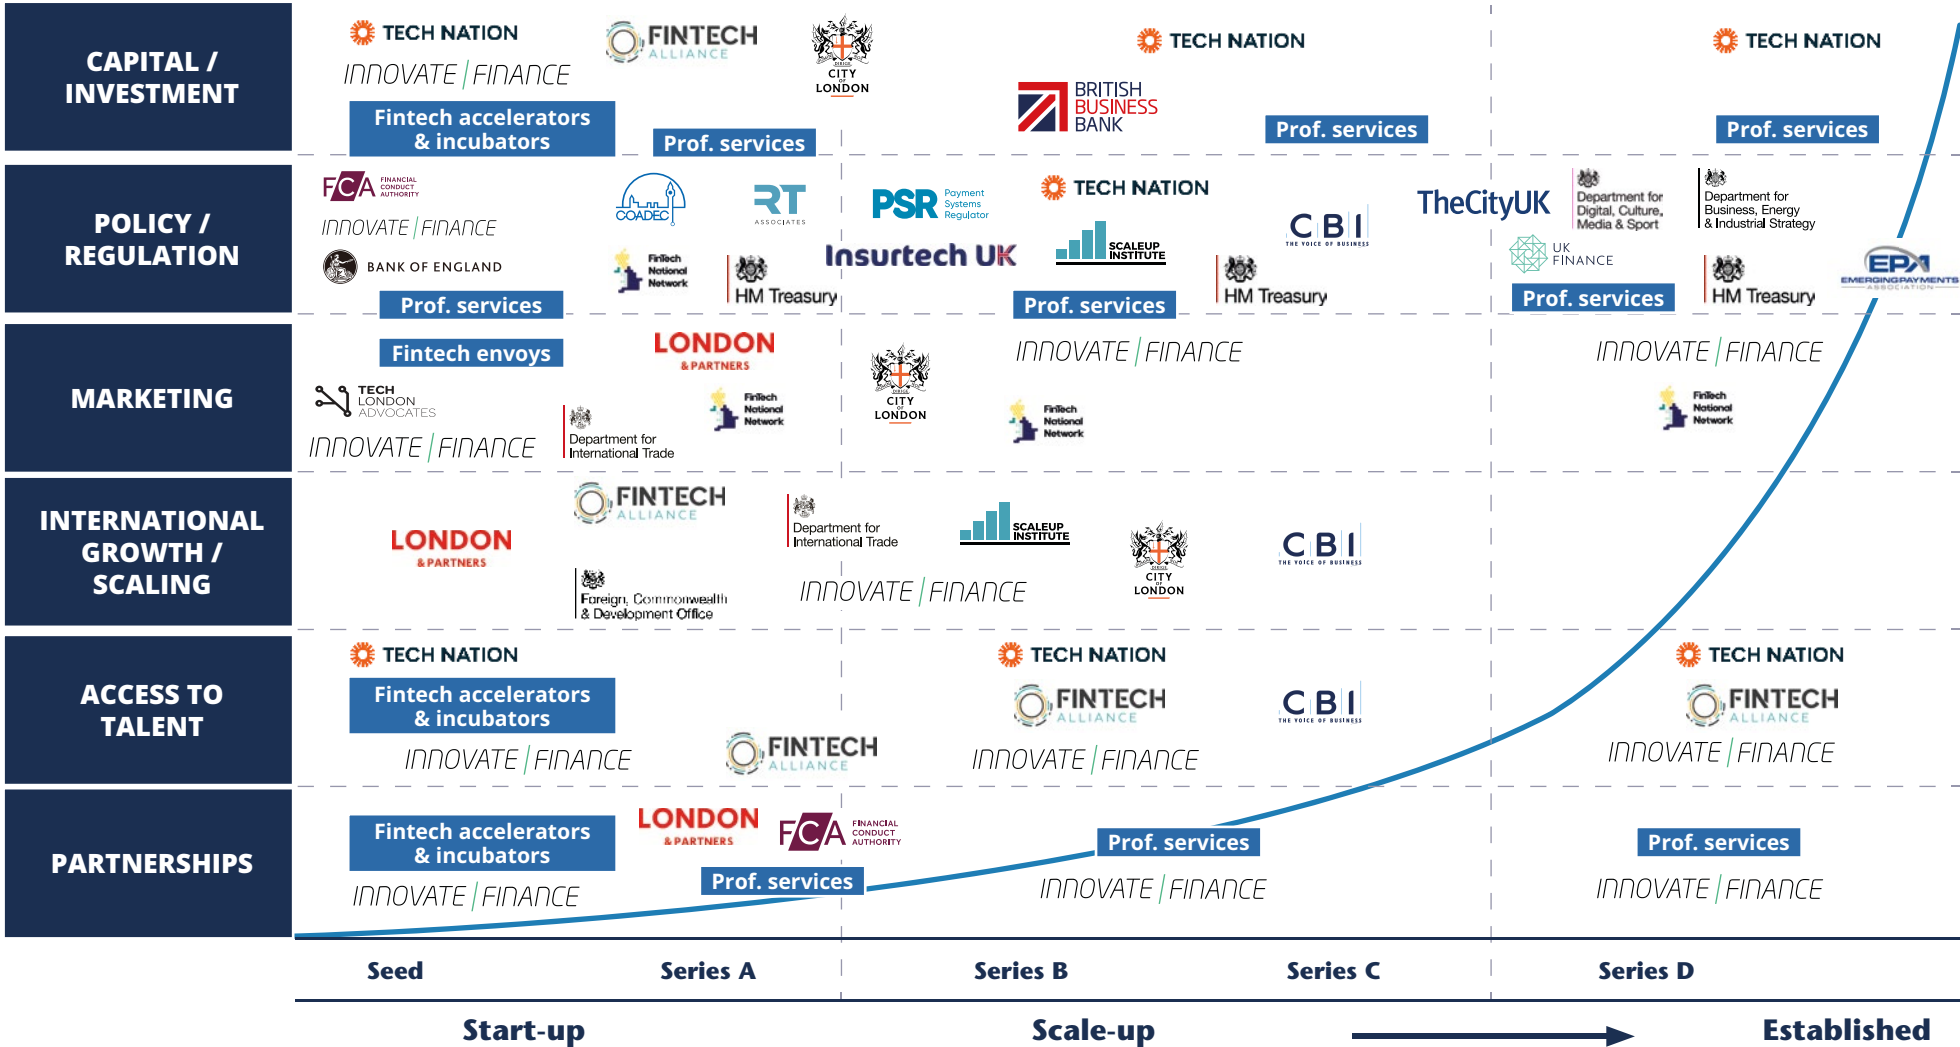 CAPITAL /
INVESTMENT
TECH NATION
INNOVATE/FINANCE
FINTECH
ALLIANCE
DIRIGE
CITY
OF
LONDON
Fintech accelerators
& incubators
Prof. services
TECH NATION
BRITISH
BUSINESS
BANK
Prof. services
TECH NATION
Prof. services
POLICY /
REGULATION
FCA FINANCIAL
CONDUCT
AUTHORITY
INNOVATE/FINANCE
BANK OF ENGLAND
Prof. services
COADEC
RT
ASSOCIATES
FinTech
National
Network
HM Treasury
PSR Payment
Systems
Regulator
Insurtech UK
TECH NATION
SCALEUP
INSTITUTE
Prof. services
CBI
THE VOICE OF BUSINESS
HM Treasury
TheCityUK
Department for
Digital, Culture,
Media & Sport
Department for
Business, Energy
& Industrial Strategy
UK
FINANCE
Prof. services
HM Treasury
EPA
EMERGINGPAYMENTS
ASSOCIATION
MARKETING
Fintech envoys
TECH
LONDON
ADVOCATES
INNOVATE/FINANCE
LONDON
& PARTNERS
Department for
International Trade
FinTech
National
Network
DIRIGE
CITY
OF
LONDON
INNOVATE/FINANCE
FinTech
National
Network
INNOVATE/FINANCE
FinTech
National
Network
INTERNATIONAL
GROWTH /
SCALING
LONDON
& PARTNERS
FINTECH
ALLIANCE
Foreign, Commonwealth
& Development Office
Department for
International Trade
INNOVATE/FINANCE
SCALEUP
INSTITUTE
DIRIGE
CITY
OF
LONDON
CBI
THE VOICE OF BUSINESS
ACCESS TO
TALENT
TECH NATION
Fintech accelerators
& incubators
INNOVATE/FINANCE
FINTECH
ALLIANCE
TECH NATION
FINTECH
ALLIANCE
INNOVATE/FINANCE
CBI
THE VOICE OF BUSINESS
TECH NATION
FINTECH
ALLIANCE
INNOVATE/FINANCE
PARTNERSHIPS
Fintech accelerators
& incubators
INNOVATE/FINANCE
LONDON
& PARTNERS
FCA FINANCIAL
CONDUCT
AUTHORITY
Prof. services
Prof. services
INNOVATE/FINANCE
Prof. services
INNOVATE/FINANCE
Seed
Series A
Series B
Series C
Series D
Start-up
Scale-up
Established